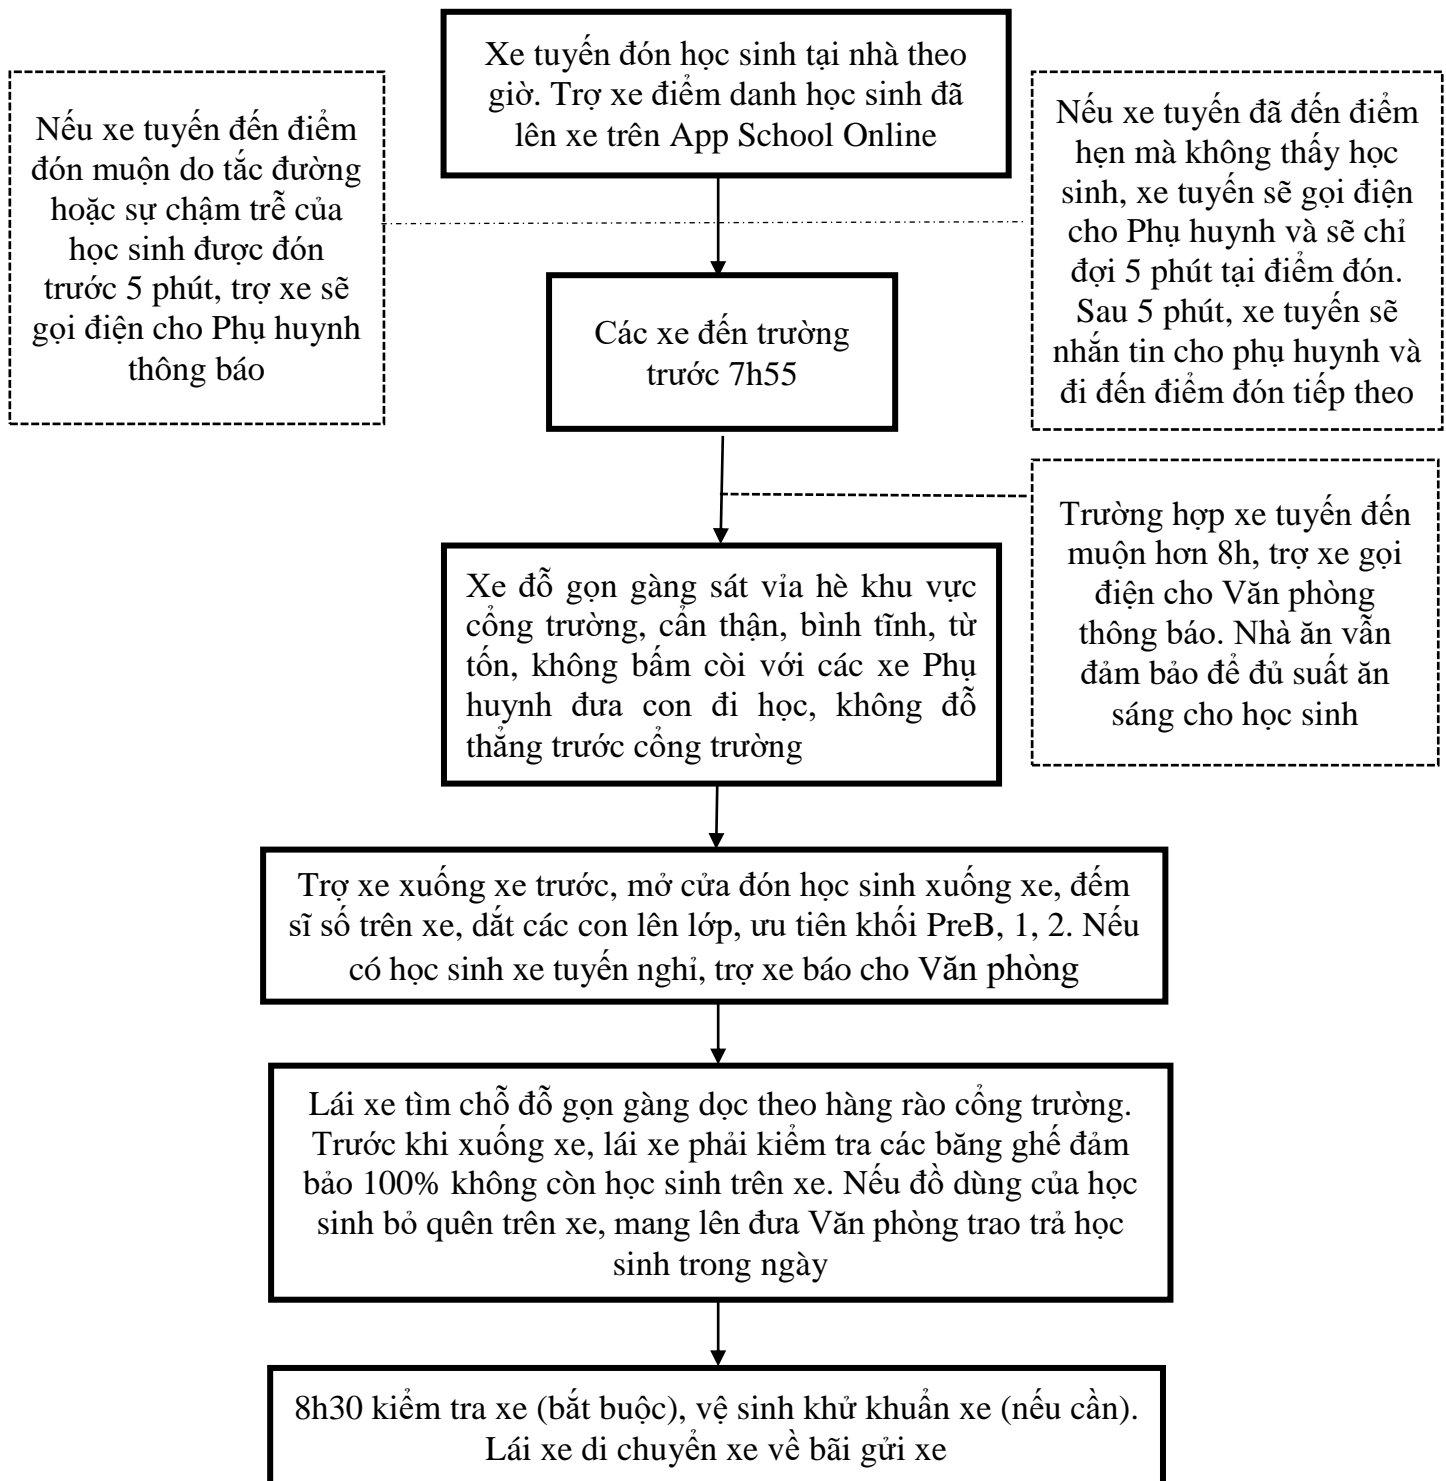 Xe tuyến đón học sinh tại nhà theo
giờ. Trợ xe điểm danh học sinh đã
lên xe trên App School Online
Nếu xe tuyến đến điểm
đón muộn do tắc đường
hoặc sự chậm trễ của
học sinh được đón
trước 5 phút, trợ xe sẽ
gọi điện cho Phụ huynh
thông báo
Nếu xe tuyến đã đến điểm
hẹn mà không thấy học
sinh, xe tuyến sẽ gọi điện
cho Phụ huynh và sẽ chỉ
đợi 5 phút tại điểm đón.
Sau 5 phút, xe tuyến sẽ
nhắn tin cho phụ huynh và
đi đến điểm đón tiếp theo
Các xe đến trường
trước 7h55
Trường hợp xe tuyến đến
muộn hơn 8h, trợ xe gọi
điện cho Văn phòng
thông báo. Nhà ăn vẫn
đảm bảo để đủ suất ăn
sáng cho học sinh
Xe đỗ gọn gàng sát vỉa hè khu vực
cổng trường, cẩn thận, bình tĩnh, từ
tốn, không bấm còi với các xe Phụ
huynh đưa con đi học, không đỗ
thẳng trước cổng trường
Trợ xe xuống xe trước, mở cửa đón học sinh xuống xe, đếm
sĩ số trên xe, dắt các con lên lớp, ưu tiên khối PreB, 1, 2. Nếu
có học sinh xe tuyến nghỉ, trợ xe báo cho Văn phòng
Lái xe tìm chỗ đỗ gọn gàng dọc theo hàng rào cổng trường.
Trước khi xuống xe, lái xe phải kiểm tra các băng ghế đảm
bảo 100% không còn học sinh trên xe. Nếu đồ dùng của học
sinh bỏ quên trên xe, mang lên đưa Văn phòng trao trả học
sinh trong ngày
8h30 kiểm tra xe (bắt buộc), vệ sinh khử khuẩn xe (nếu cần).
Lái xe di chuyển xe về bãi gửi xe